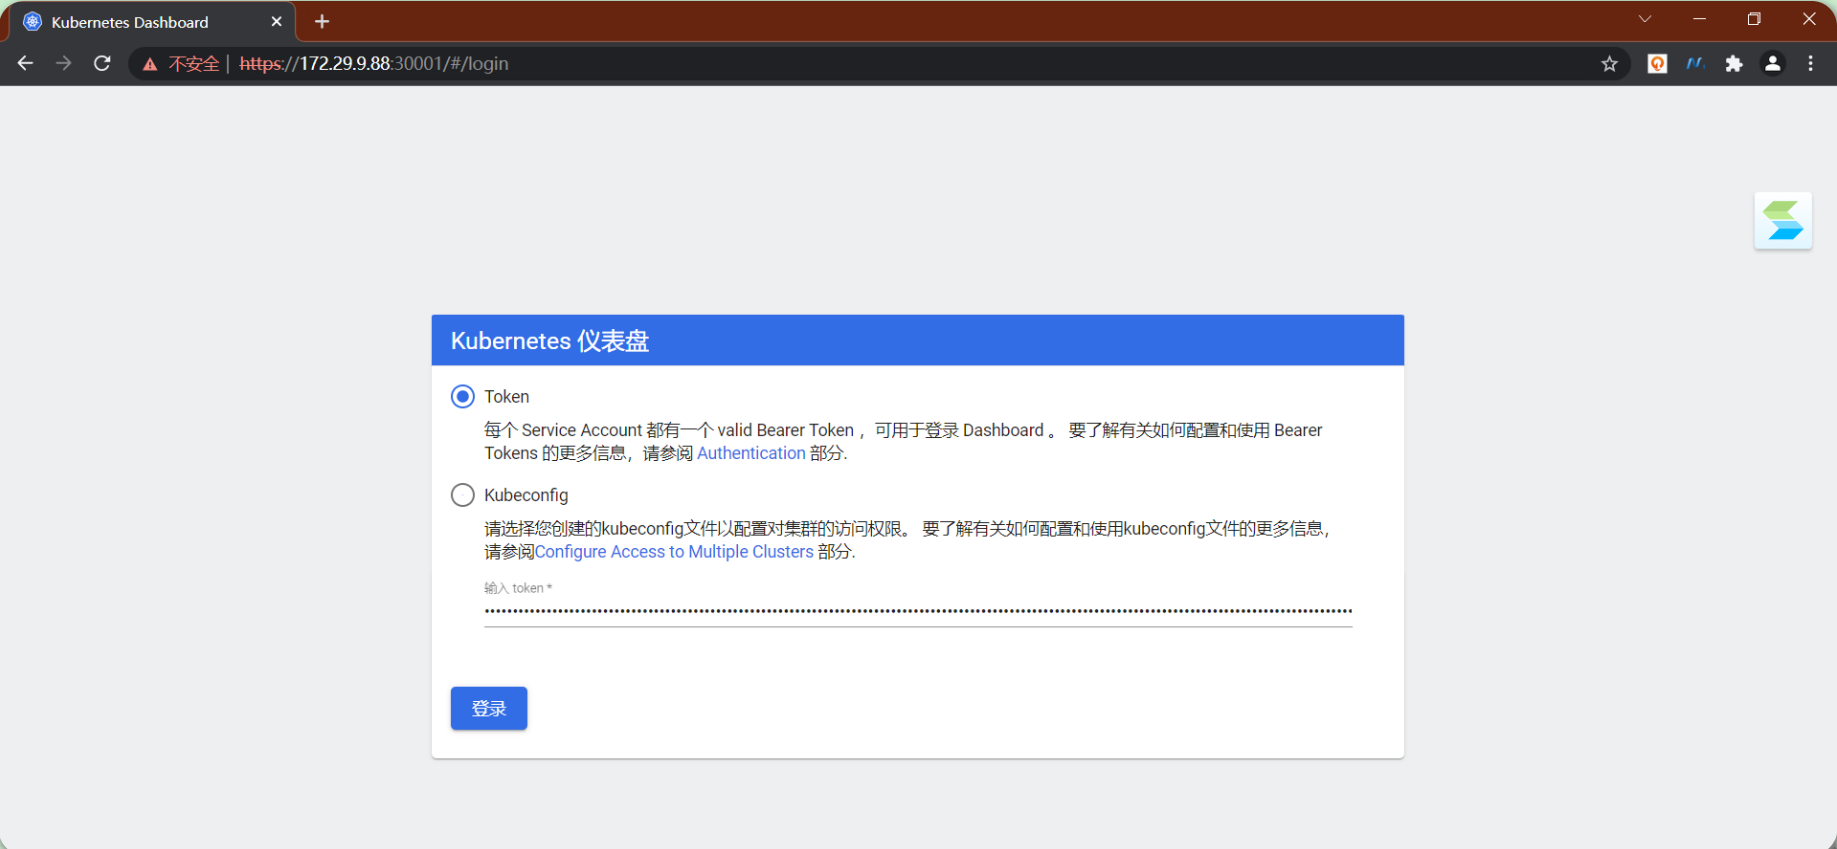 Kubernetes Dashboard
不安全 | https://172.29.9.88:30001/#/login
Kubernetes 仪表盘
Token
每个 Service Account 都有一个 valid Bearer Token ，可用于登录 Dashboard 。 要了解有关如何配置和使用 Bearer
Tokens 的更多信息，请参阅 Authentication 部分.
Kubeconfig
请选择您创建的kubeconfig文件以配置对集群的访问权限。 要了解有关如何配置和使用kubeconfig文件的更多信息，
请参阅Configure Access to Multiple Clusters 部分.
输入 token *
登录